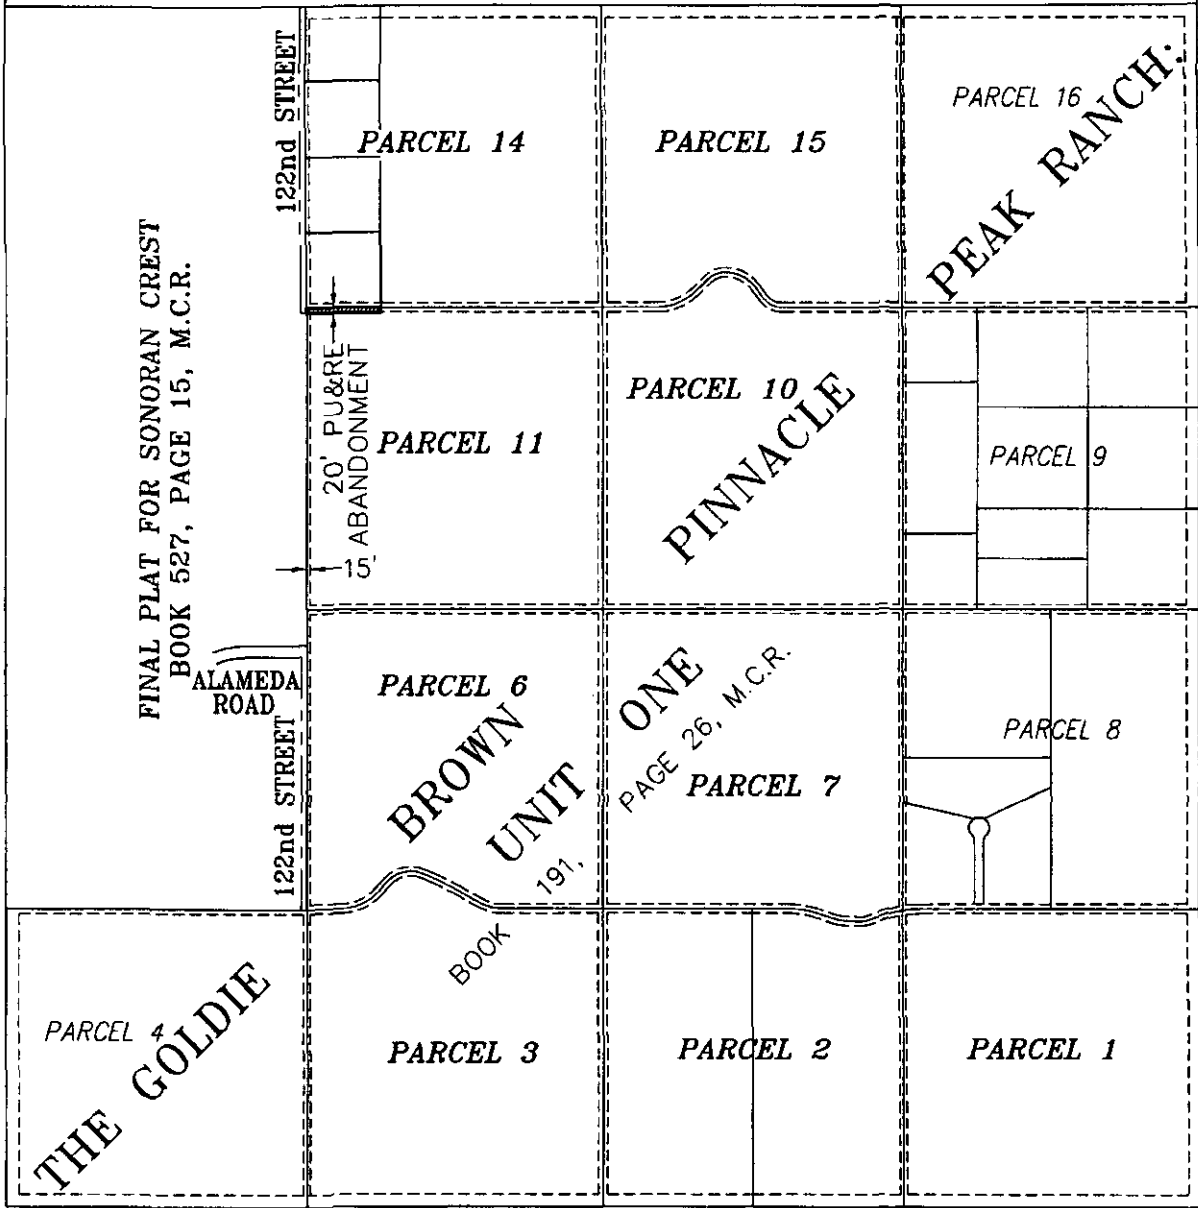 122nd STREET
PARCEL 14
PARCEL 15
PARCEL 16
FINAL PLAT FOR SONORAN CREST
BOOK 527, PAGE 15, M.C.R.
20' PU&RE
ABANDONMENT
15'
PARCEL 11
PARCEL 10
PARCEL 9
ALAMEDA
ROAD
122nd STREET
PARCEL 6
PARCEL 7
PARCEL 8
THE GOLDIE BROWN PINNACLE PEAK RANCH:
UNIT ONE
BOOK 191, PAGE 26, M.C.R.
PARCEL 4
PARCEL 3
PARCEL 2
PARCEL 1